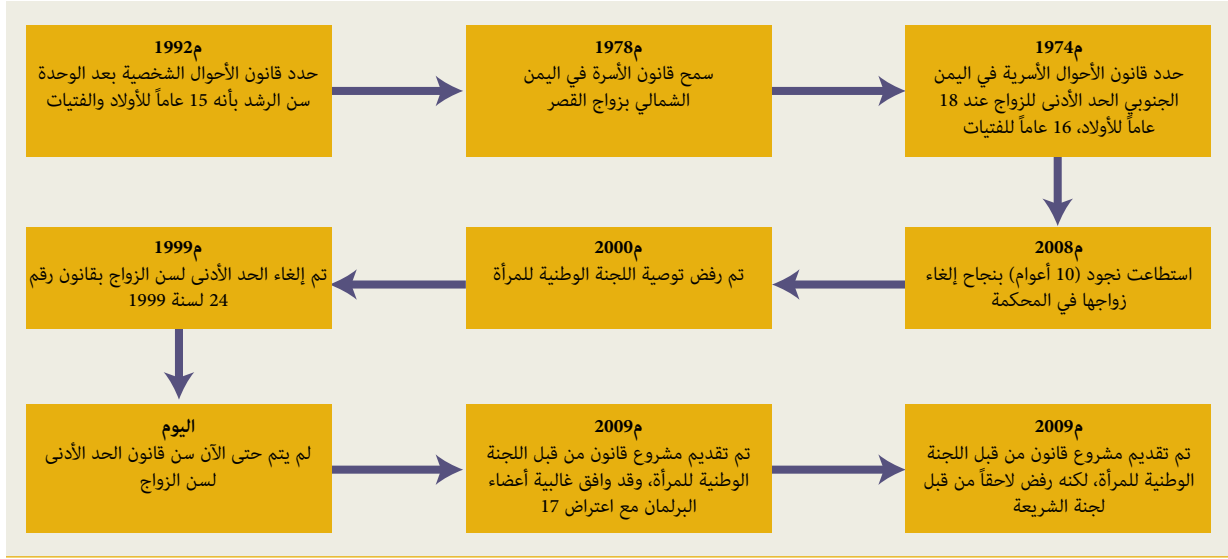 1974م
حدد قانون الأحوال الأسرية في اليمن
الجنوبي الحد الأدنى للزواج عند 18
عاماً للأولاد، 16 عاماً للفتيات
1978م
سمح قانون الأسرة في اليمن
الشمالي بزواج القصر
1992م
حدد قانون الأحوال الشخصية بعد الوحدة
سن الرشد بأنه 15 عاماً للأولاد والفتيات
2008م
استطاعت نجود (10 أعوام) بنجاح إلغاء
زواجها في المحكمة
2000م
تم رفض توصية اللجنة الوطنية للمرأة
1999م
تم إلغاء الحد الأدنى لسن الزواج بقانون رقم
24 لسنة 1999
2009م
تم تقديم مشروع قانون من قبل اللجنة
الوطنية للمرأة، لكنه رفض لاحقاً من قبل
لجنة الشريعة
2009م
تم تقديم مشروع قانون من قبل اللجنة
الوطنية للمرأة، وقد وافق غالبية أعضاء
البرلمان مع اعتراض 17
اليوم
لم يتم حتى الآن سن قانون الحد الأدنى
لسن الزواج